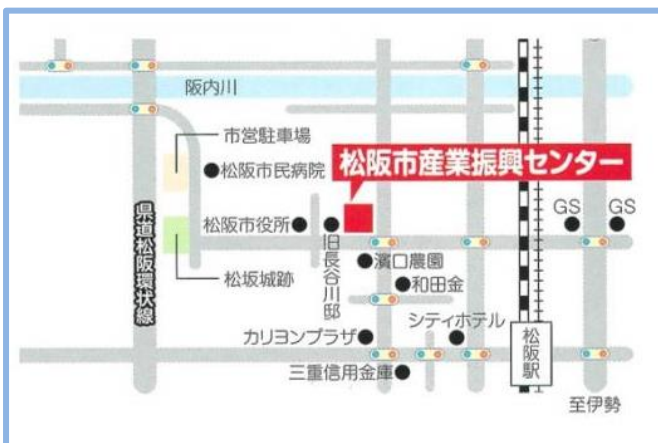 阪内川
市営駐車場
松阪市民病院
松阪市産業振興センター
県道松阪環状線
松阪市役所
旧長谷川邸
GS
GS
濱口農園
松坂城跡
和田金
カリヨンプラザ
シティホテル
松阪駅
三重信用金庫
至伊勢